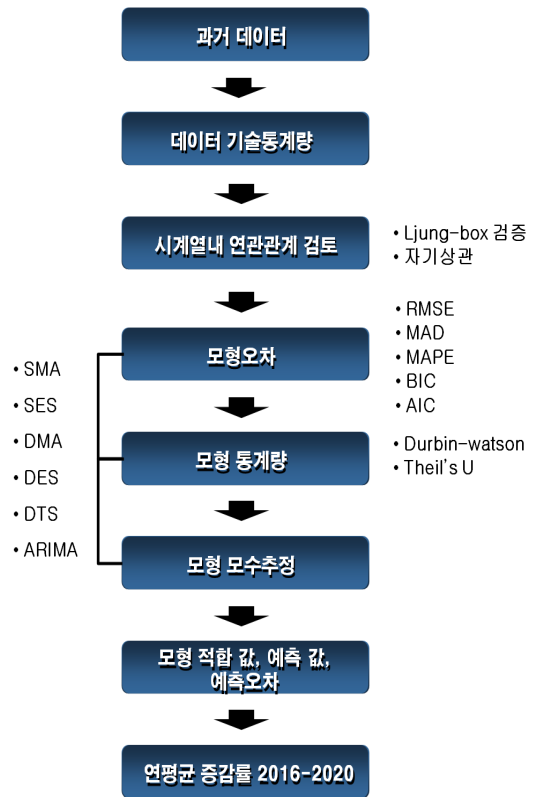 과거 데이터
데이터 기술통계량
시계열내 연관관계 검토
• Ljung-box 검증
• 자기상관
모형오차
• RMSE
• MAD
• MAPE
• BIC
• AIC
• SMA
• SES
• DMA
• DES
• DTS
• ARIMA
모형 통계량
• Durbin-watson
• Theil's U
모형 모수추정
모형 적합 값, 예측 값,
예측오차
연평균 증감률 2016-2020